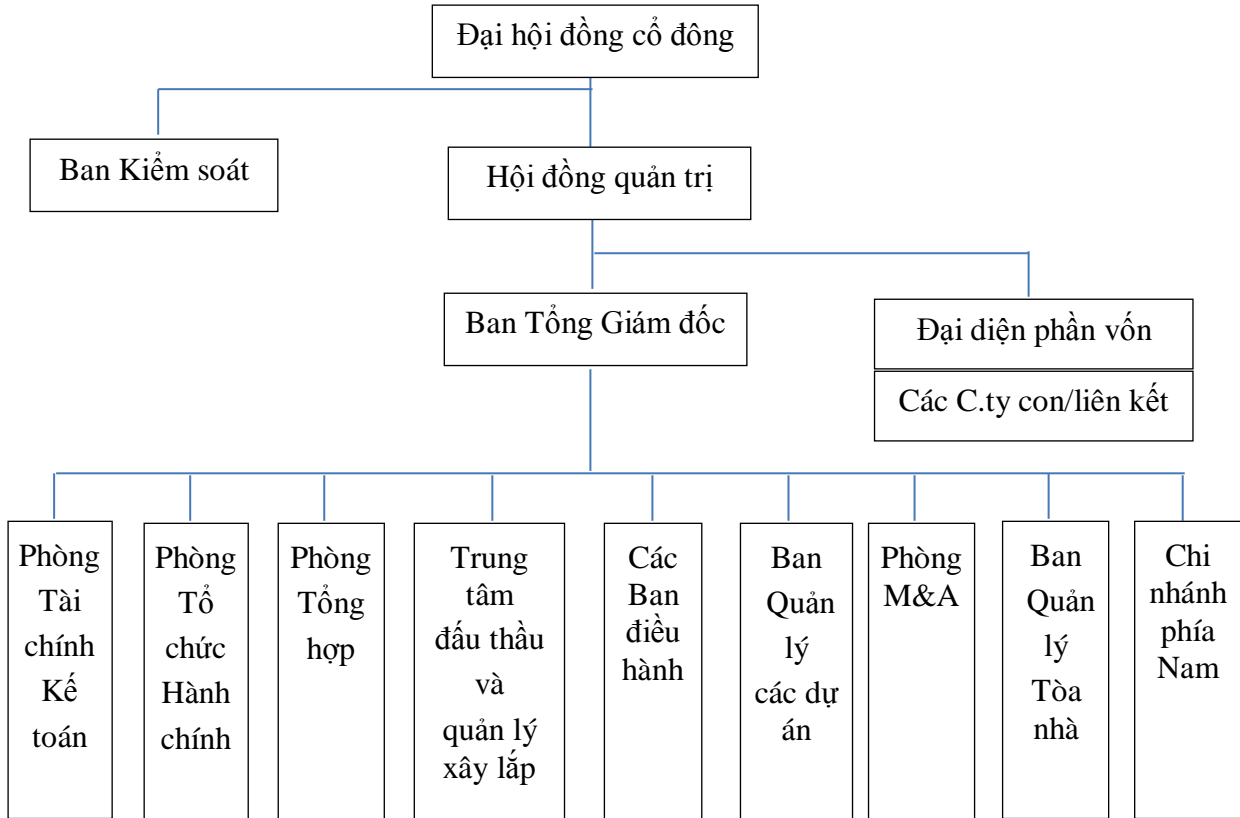 Đại hội đồng cổ đông
Ban Kiểm soát
Hội đồng quản trị
Ban Tổng Giám đốc
Đại diện phần vốn
Các C.ty con/liên kết
Phòng
Tài
chính
Kế
toán
Phòng
Tổ
chức
Hành
chính
Phòng
Tổng
hợp
Trung
tâm
đấu thầu
và
quản lý
xây lắp
Các
Ban
điều
hành
Ban
Quản
lý
các dự
án
Phòng
M&A
Ban
Quản
lý
Tòa
nhà
Chi
nhánh
phía
Nam